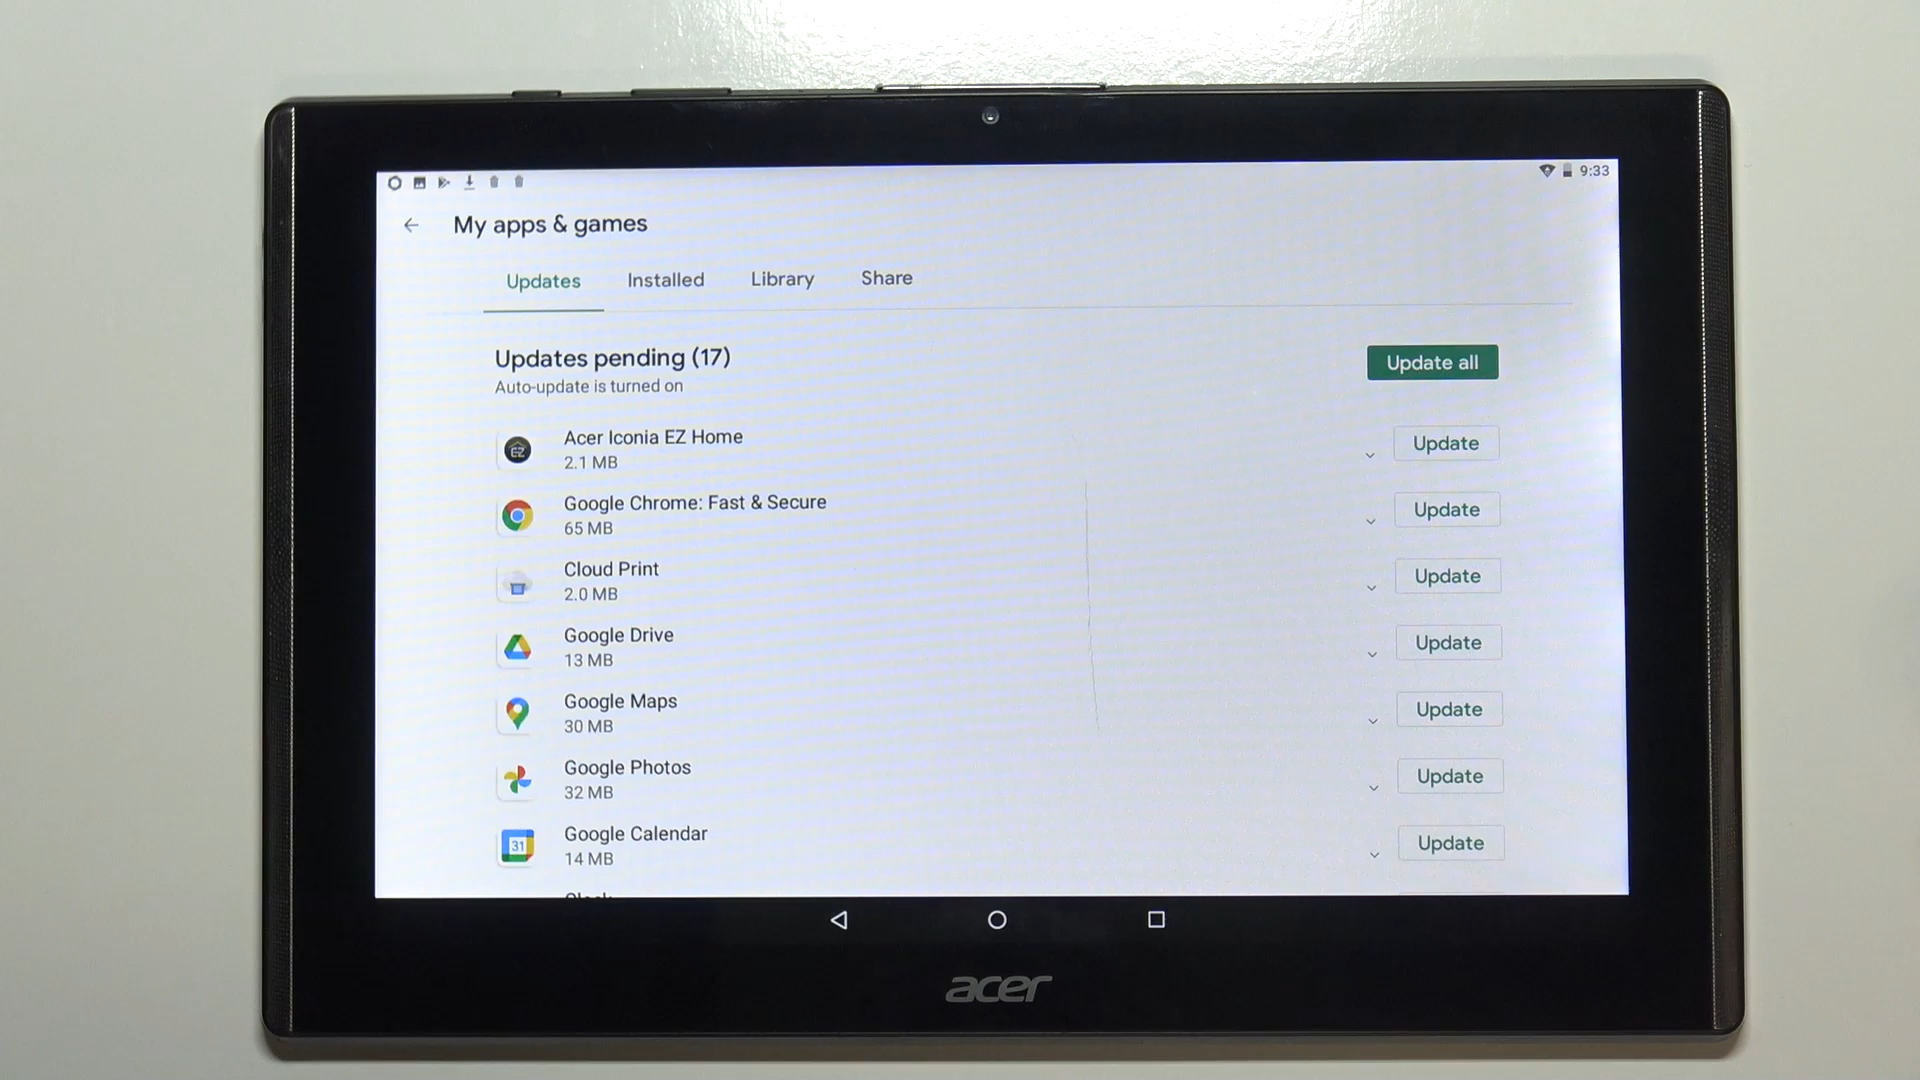 9:33
My apps & games
Updates Installed Library Share
Updates pending (17)
Update all
Auto-update is turned on
Acer Iconia EZ Home
2.1 MB
Update
Google Chrome: Fast & Secure
65 MB
Update
Cloud Print
2.0 MB
Update
Google Drive
13 MB
Update
Google Maps
30 MB
Update
Google Photos
32 MB
Update
31
Google Calendar
14 MB
Update
acer